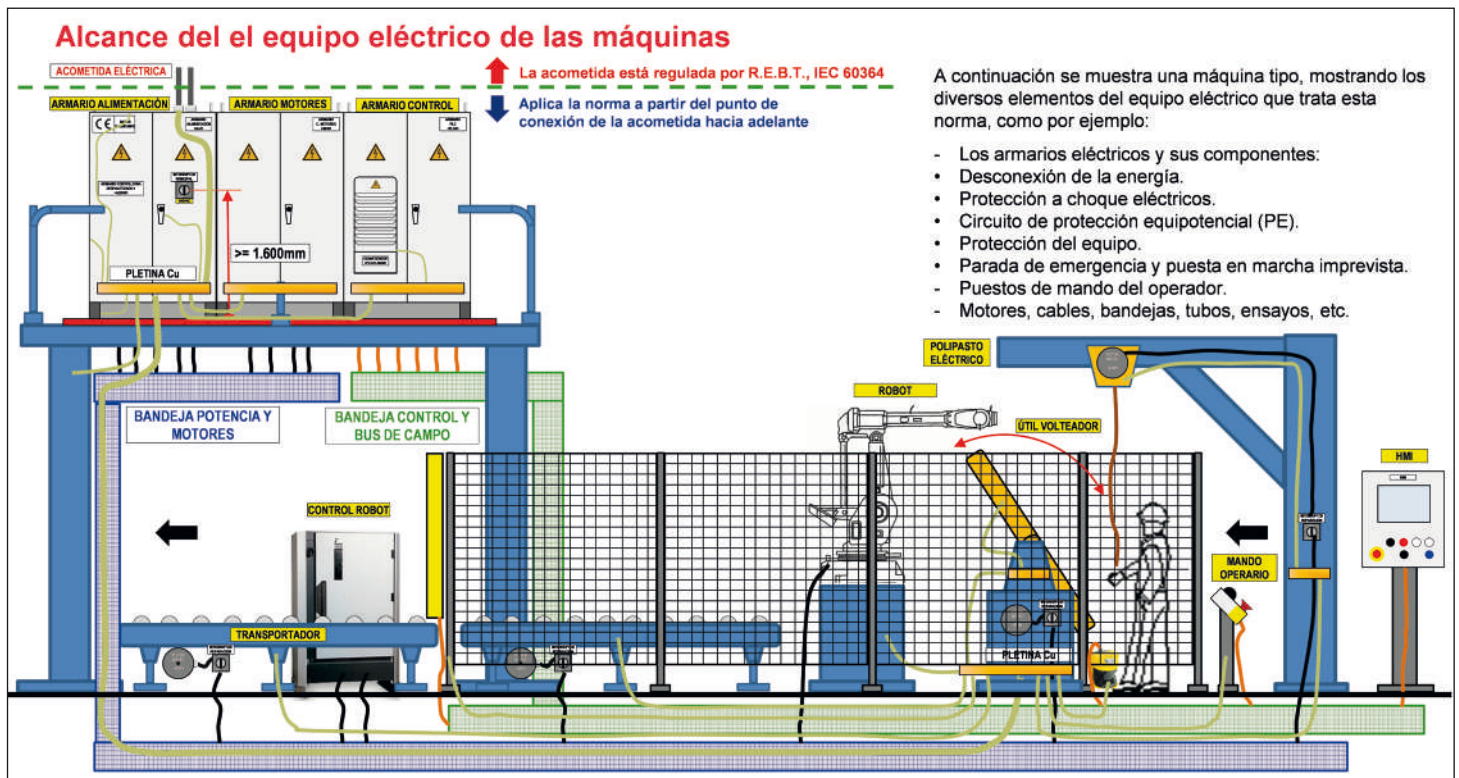 Alcance del el equipo eléctrico de las máquinas
ACOMETIDA ELÉCTRICA
La acometida está regulada por R.E.B.T., IEC 60364
Aplica la norma a partir del punto de
conexión de la acometida hacia adelante
A continuación se muestra una máquina tipo, mostrando los
diversos elementos del equipo eléctrico que trata esta
norma, como por ejemplo:
- Los armarios eléctricos y sus componentes:
• Desconexión de la energía.
• Protección a choque eléctricos.
• Circuito de protección equipotencial (PE).
• Protección del equipo.
• Parada de emergencia y puesta en marcha imprevista.
- Puestos de mando del operador.
- Motores, cables, bandejas, tubos, ensayos, etc.
ARMARIO ALIMENTACIÓN
ARMARIO MOTORES
ARMARIO CONTROL
CE
>= 1.600mm
PLETINA Cu
BANDEJA POTENCIA Y
MOTORES
BANDEJA CONTROL Y
BUS DE CAMPO
POLIPASTO
ELÉCTRICO
ROBOT
ÚTIL VOLTEADOR
HMI
CONTROL ROBOT
MANDO
OPERARIO
TRANSPORTADOR
PLETINA Cu